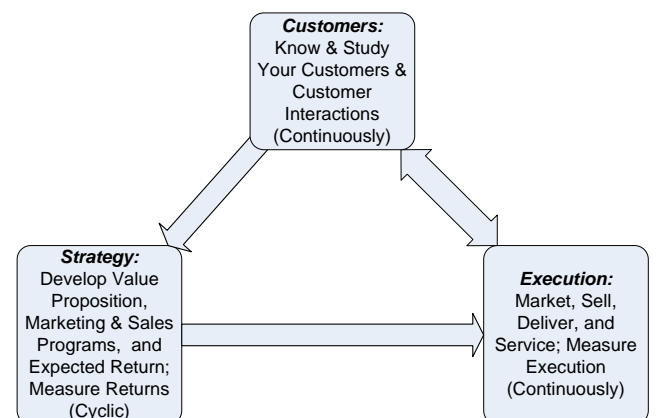 Customers:
Know & Study
Your Customers &
Customer
Interactions
(Continuously)
Strategy:
Develop Value
Proposition,
Marketing & Sales
Programs, and
Expected Return;
Measure Returns
(Cyclic)
Execution:
Market, Sell,
Deliver, and
Service; Measure
Execution
(Continuously)